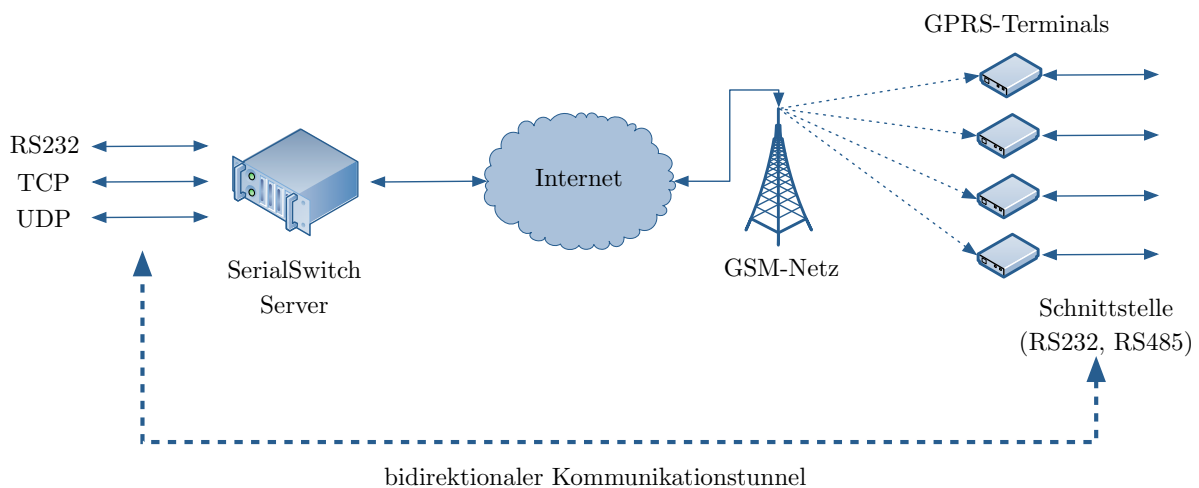 GPRS-Terminals
RS232
TCP
UDP
Internet
SerialSwitch
Server
GSM-Netz
Schnittstelle
(RS232, RS485)
bidirektionaler Kommunikationstunnel